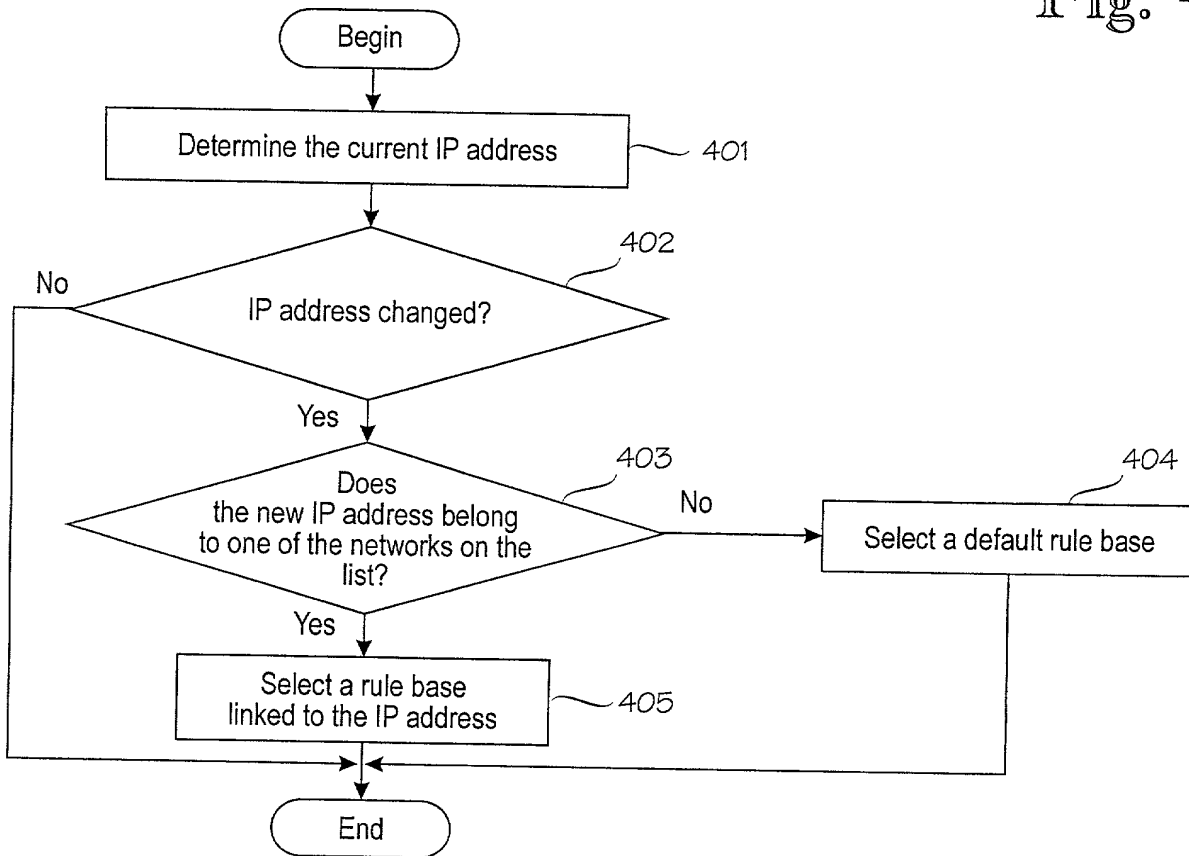 Fig.
Begin
Determine the current IP address
401
402
No
IP address changed?
Yes
403
404
Does
the new IP address belong
to one of the networks on the
list?
No
Select a default rule base
Yes
Select a rule base
linked to the IP address
405
End